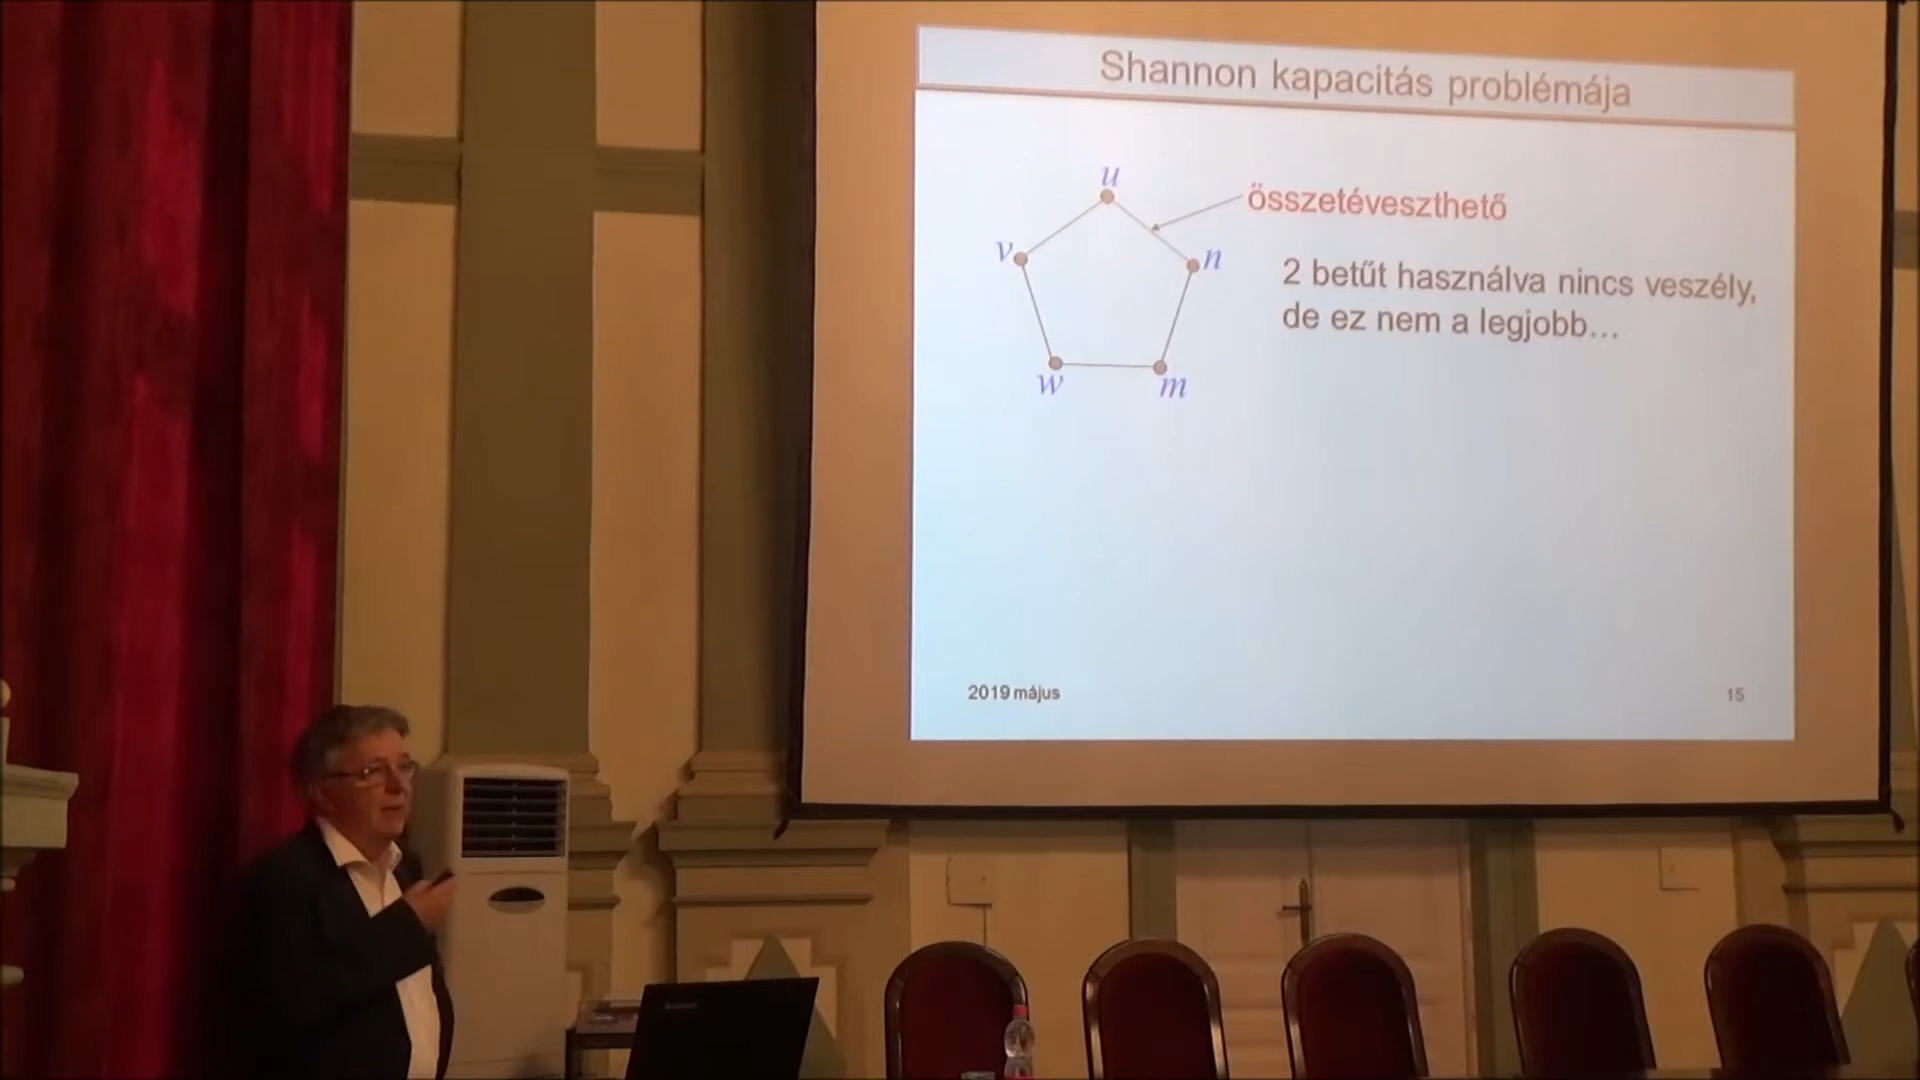 Shannon kapacitás problémája
u
összetéveszthető
v
n
2 betűt használva nincs veszély,
de ez nem a legjobb…
w
m
2019 május
15